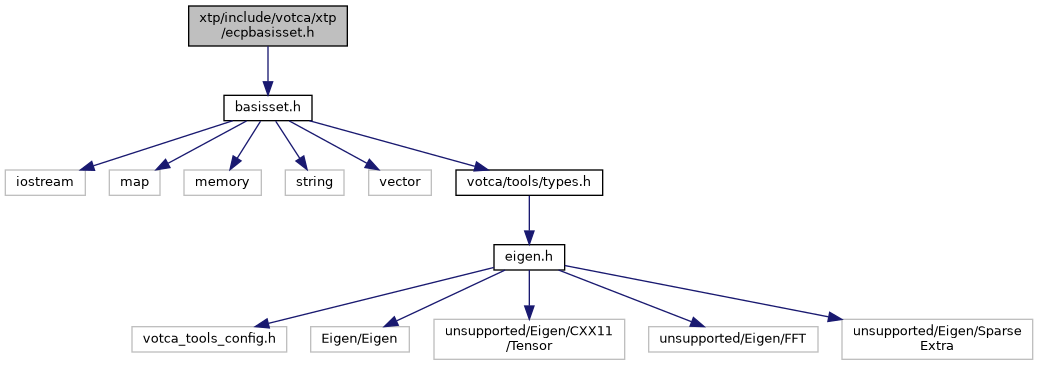 xtp/include/votca/xtp
/ecpbasisset.h
basisset.h
iostream
map
memory
string
vector
votca/tools/types.h
eigen.h
votca_tools_config.h
Eigen/Eigen
unsupported/Eigen/CXX11
/Tensor
unsupported/Eigen/FFT
unsupported/Eigen/Sparse
Extra